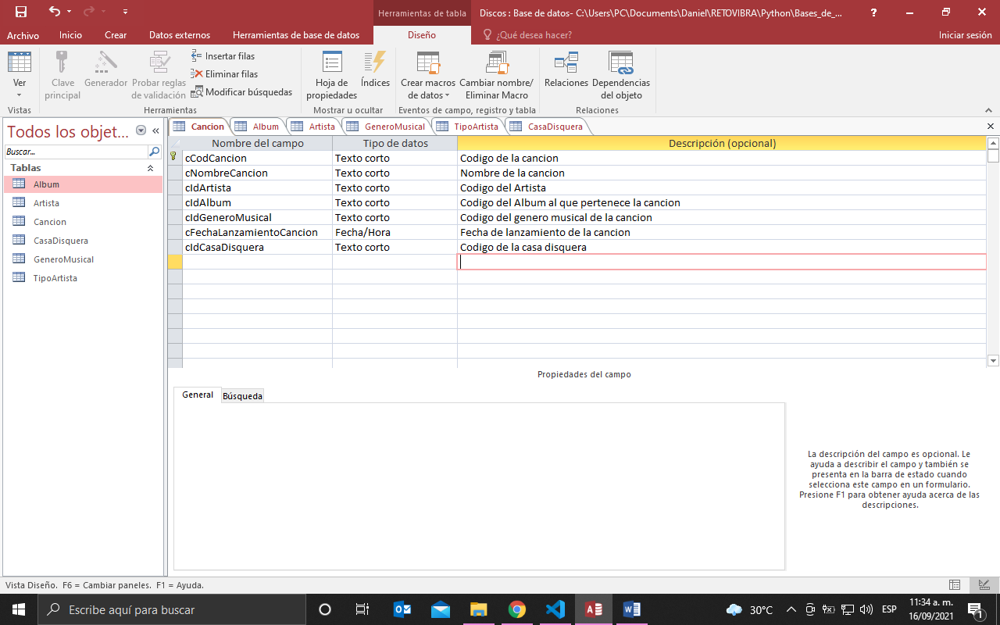 Herramientas de tabla
Discos : Base de datos- C:\Users\PC\Documents\Daniel\RETOVIBRA\Python\Bases_de_...
?
Archivo Inicio Crear Datos externos Herramientas de base de datos Diseño ¿Qué desea hacer? Iniciar sesión
Ver
Vistas
Clave principal
Generador
Probar reglas de validación
Insertar filas
Eliminar filas
Modificar búsquedas
Herramientas
Hoja de propiedades
Índices
Mostrar u ocultar
Crear macros de datos
Cambiar nombre/ Eliminar Macro
Eventos de campo, registro y tabla
Relaciones
Dependencias del objeto
Relaciones
Todos los objet...
Buscar...
Tablas
Album
Artista
Cancion
CasaDisquera
GeneroMusical
TipoArtista
Cancion Album Artista GeneroMusical TipoArtista CasaDisquera
Nombre del campo Tipo de datos Descripción (opcional)
cCodCancion Texto corto Codigo de la cancion
cNombreCancion Texto corto Nombre de la cancion
cIdArtista Texto corto Codigo del Artista
cIdAlbum Texto corto Codigo del Album al que pertenece la cancion
cIdGeneroMusical Texto corto Codigo del genero musical de la cancion
cFechaLanzamientoCancion Fecha/Hora Fecha de lanzamiento de la cancion
cIdCasaDisquera Texto corto Codigo de la casa disquera
Propiedades del campo
General Búsqueda
La descripción del campo es opcional. Le
ayuda a describir el campo y también se
presenta en la barra de estado cuando
selecciona este campo en un formulario.
Presione F1 para obtener ayuda acerca de las
descripciones.
Vista Diseño. F6 = Cambiar paneles. F1 = Ayuda.
Escribe aquí para buscar
30°C
ESP
11:34 a. m.
16/09/2021
1